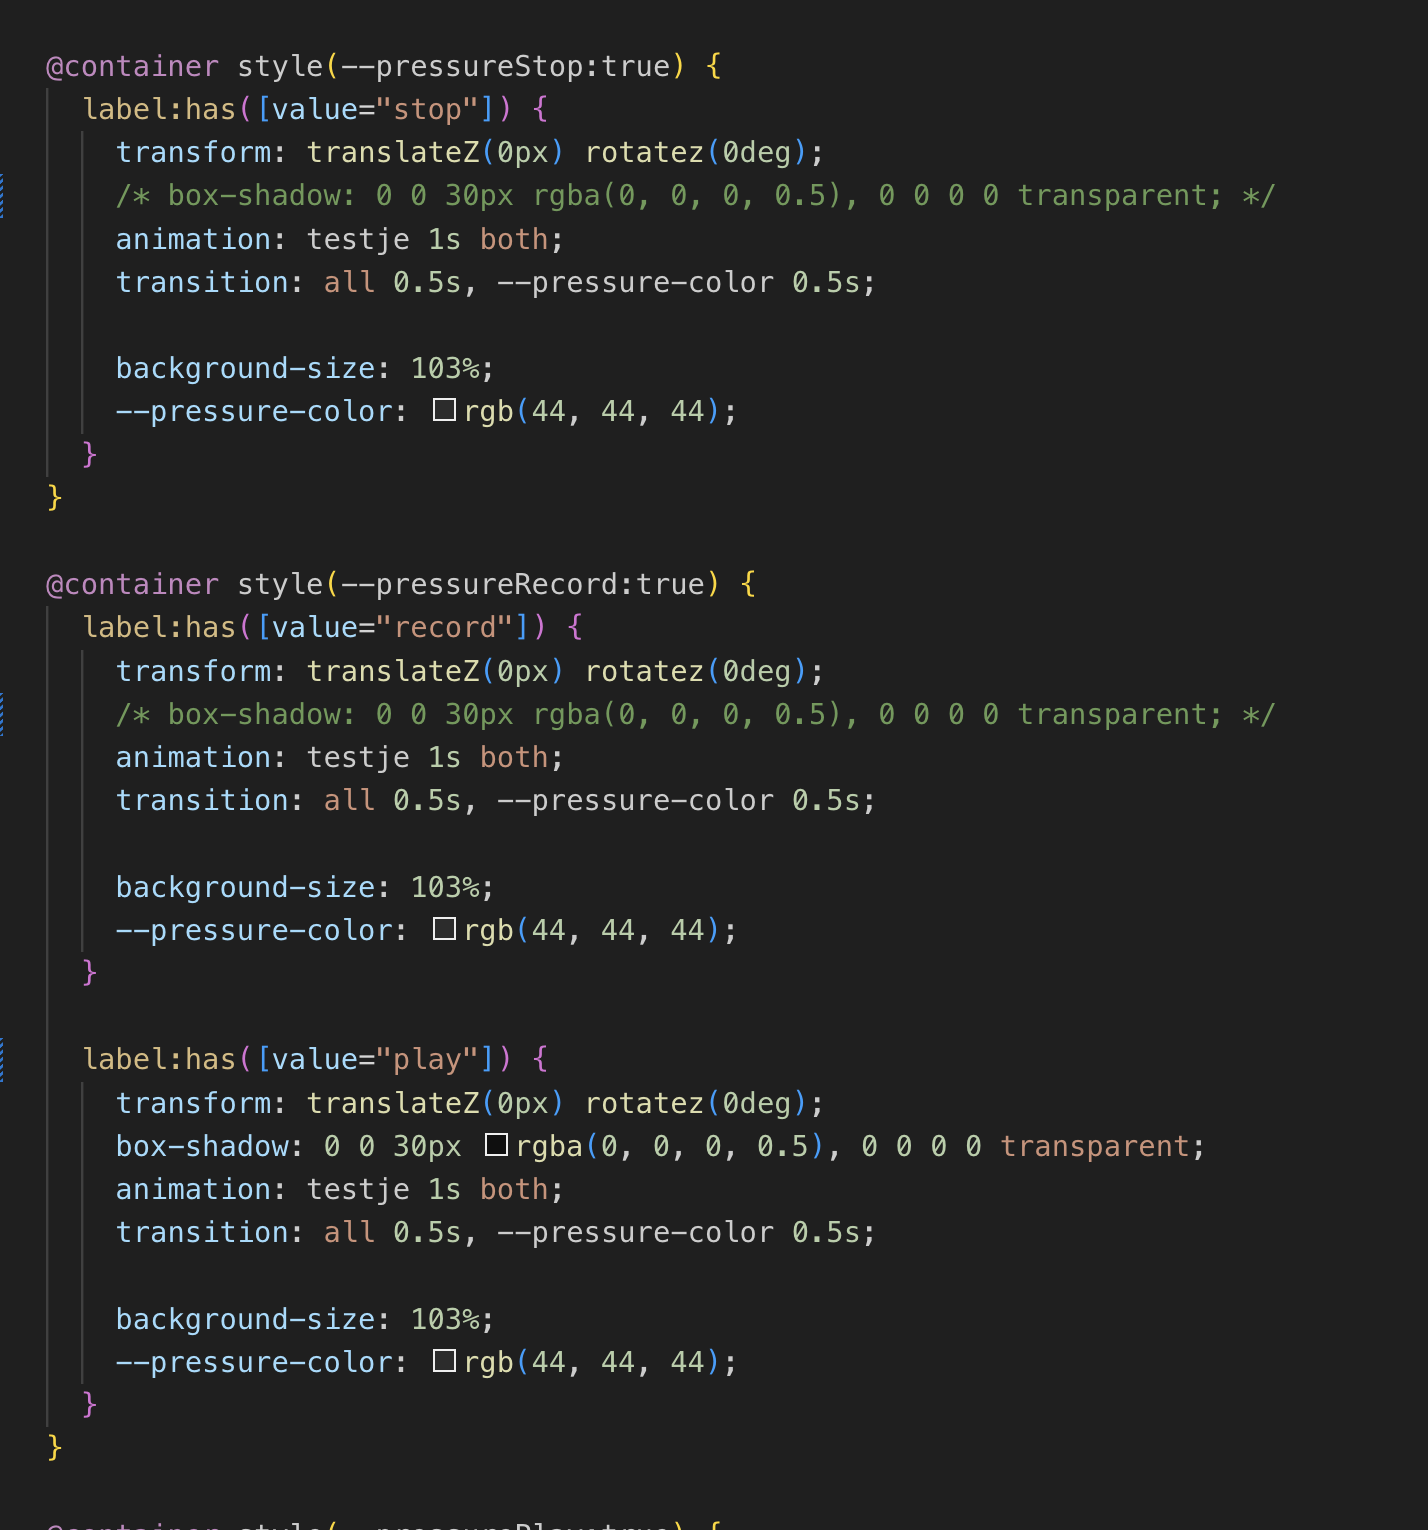 @container style(--pressureStop:true) {
label:has([value="stop"]) {
transform: translateZ(0px) rotatez(0deg);
/* box-shadow: 0 0 30px rgba(0, 0, 0, 0.5), 0 0 0 0 transparent; */
animation: testje 1s both;
transition: all 0.5s, --pressure-color 0.5s;
background-size: 103%;
--pressure-color: rgb(44, 44, 44);
}
}
@container style(--pressureRecord:true) {
label:has([value="record"]) {
transform: translateZ(0px) rotatez(0deg);
/* box-shadow: 0 0 30px rgba(0, 0, 0, 0.5), 0 0 0 0 transparent; */
animation: testje 1s both;
transition: all 0.5s, --pressure-color 0.5s;
background-size: 103%;
--pressure-color: rgb(44, 44, 44);
}
label:has([value="play"]) {
transform: translateZ(0px) rotatez(0deg);
box-shadow: 0 0 30px rgba(0, 0, 0, 0.5), 0 0 0 0 transparent;
animation: testje 1s both;
transition: all 0.5s, --pressure-color 0.5s;
background-size: 103%;
--pressure-color: rgb(44, 44, 44);
}
}
@container style(--pressurePlay:true) {